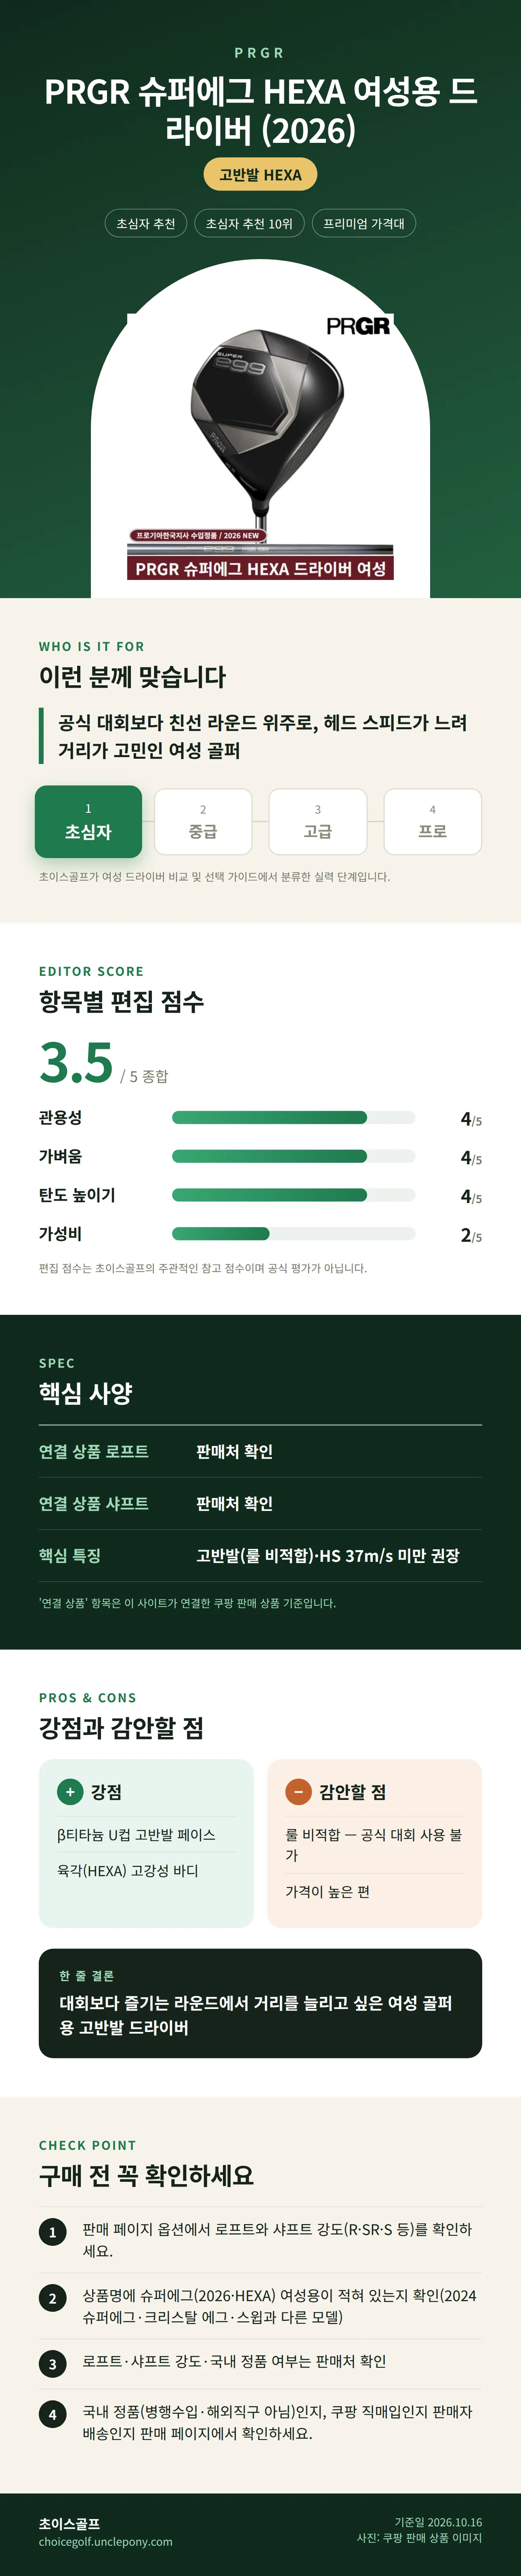 PRGR
PRGR 슈퍼에그 HEXA 여성용 드
라이버 (2026)
고반발 HEXA
초심자 추천
초심자 추천 10위
프리미엄 가격대
PRGR
SUPER
egg
PRGR
프로기아한국지사 수입정품 / 2026 NEW
PRGR 슈퍼에그 HEXA 드라이버 여성
WHO IS IT FOR
이런 분께 맞습니다
공식 대회보다 친선 라운드 위주로, 헤드 스피드가 느려
거리가 고민인 여성 골퍼
1
초심자
2
중급
3
고급
4
프로
초이스골프가 여성 드라이버 비교 및 선택 가이드에서 분류한 실력 단계입니다.
EDITOR SCORE
항목별 편집 점수
3.5 / 5 종합
관용성 4/5
가벼움 4/5
탄도 높이기 4/5
가성비 2/5
편집 점수는 초이스골프의 주관적인 참고 점수이며 공식 평가가 아닙니다.
SPEC
핵심 사양
연결 상품 로프트 판매처 확인
연결 상품 샤프트 판매처 확인
핵심 특징 고반발(룰 비적합)·HS 37m/s 미만 권장
'연결 상품' 항목은 이 사이트가 연결한 쿠팡 판매 상품 기준입니다.
PROS & CONS
강점과 감안할 점
+ 강점
β티타늄 U컵 고반발 페이스
육각(HEXA) 고강성 바디
− 감안할 점
룰 비적합 — 공식 대회 사용 불
가
가격이 높은 편
한 줄 결론
대회보다 즐기는 라운드에서 거리를 늘리고 싶은 여성 골퍼
용 고반발 드라이버
CHECK POINT
구매 전 꼭 확인하세요
1 판매 페이지 옵션에서 로프트와 샤프트 강도(R·SR·S 등)를 확인하
세요.
2 상품명에 슈퍼에그(2026·HEXA) 여성용이 적혀 있는지 확인(2024
슈퍼에그·크리스탈 에그·스윕과 다른 모델)
3 로프트·샤프트 강도·국내 정품 여부는 판매처 확인
4 국내 정품(병행수입·해외직구 아님)인지, 쿠팡 직매입인지 판매자
배송인지 판매 페이지에서 확인하세요.
초이스골프
choicegolf.unclepony.com
기준일 2026.10.16
사진: 쿠팡 판매 상품 이미지